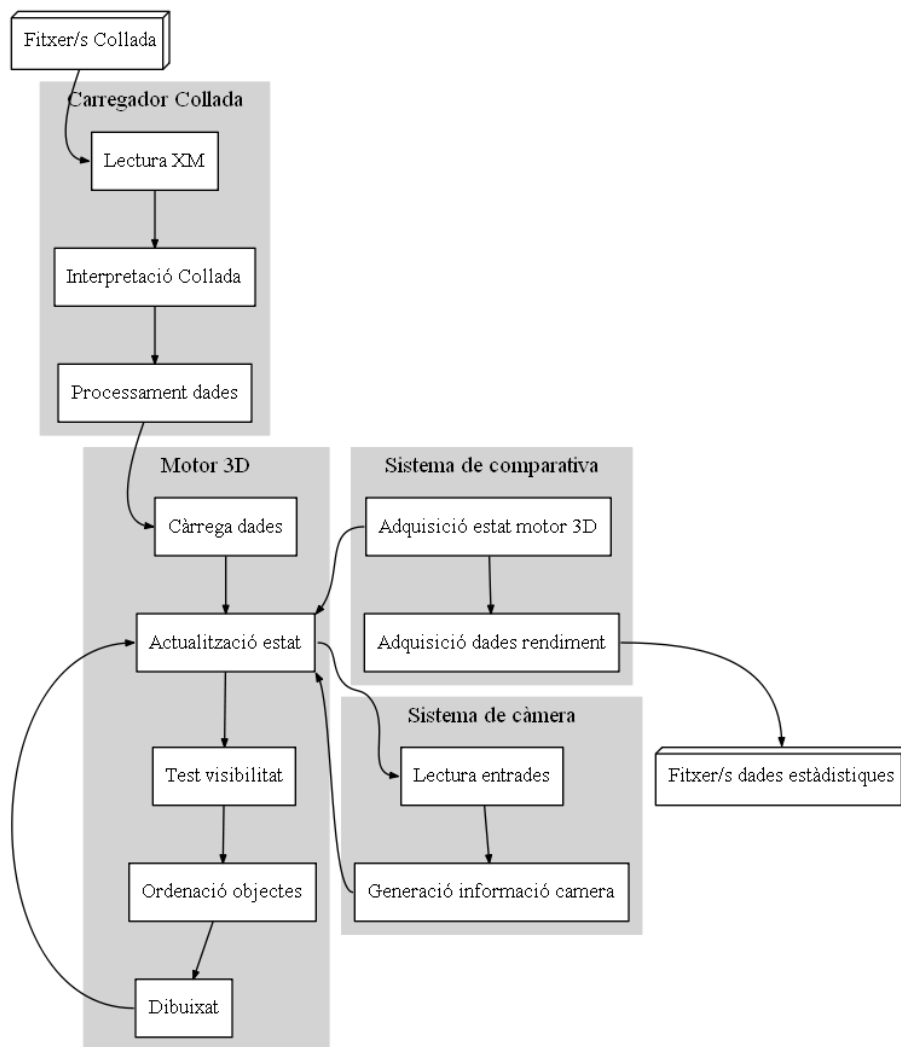 Fitxer/s Collada
Carregador Collada
Lectura XM
Interpretació Collada
Processament dades
Motor 3D
Càrrega dades
Actualització estat
Test visibilitat
Ordenació objectes
Dibuixat
Sistema de comparativa
Adquisició estat motor 3D
Adquisició dades rendiment
Sistema de càmera
Lectura entrades
Generació informació camera
Fitxer/s dades estàdistiques